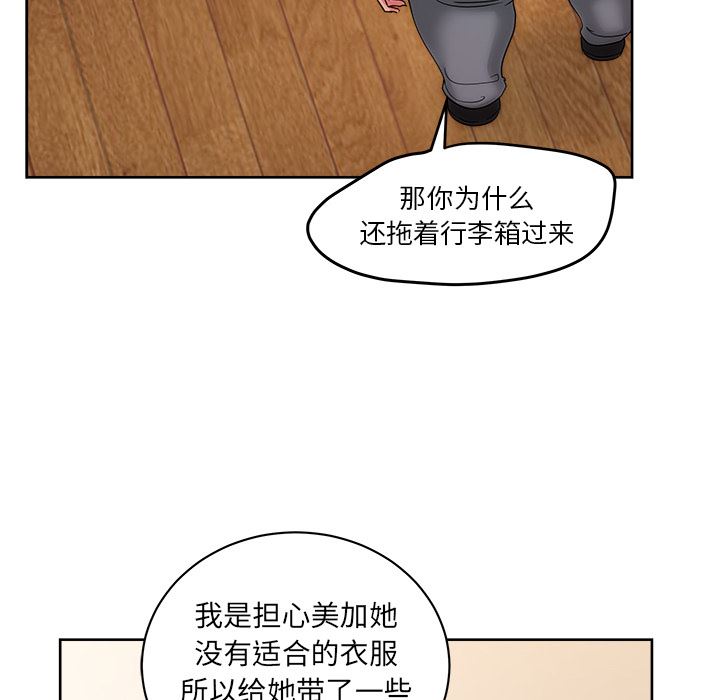 那你为什么
还拖着行李箱过来
我是担心美加她
没有适合的衣服
所以给她带了一些